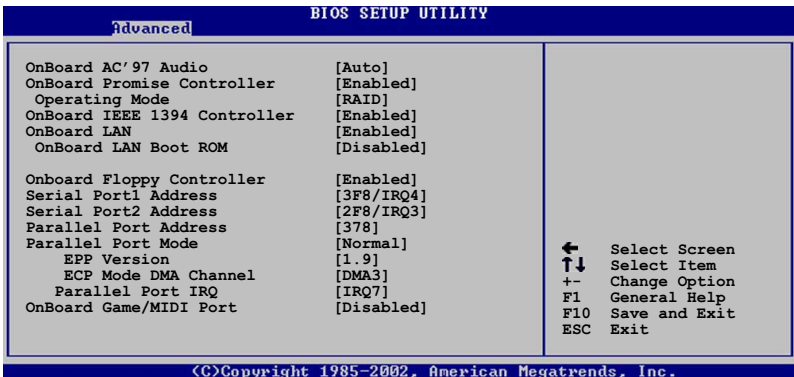 BIOS SETUP UTILITY
Advanced
OnBoard AC'97 Audio [Auto]
OnBoard Promise Controller [Enabled]
Operating Mode [RAID]
OnBoard IEEE 1394 Controller [Enabled]
OnBoard LAN [Enabled]
OnBoard LAN Boot ROM [Disabled]
Onboard Floppy Controller [Enabled]
Serial Port1 Address [3F8/IRQ4]
Serial Port2 Address [2F8/IRQ3]
Parallel Port Address [378]
Parallel Port Mode [Normal]
EPP Version [1.9]
ECP Mode DMA Channel [DMA3]
Parallel Port IRQ [IRQ7]
OnBoard Game/MIDI Port [Disabled]
← Select Screen
↑↓ Select Item
+- Change Option
F1 General Help
F10 Save and Exit
ESC Exit
(C)Copyright 1985-2002, American Megatrends, Inc.